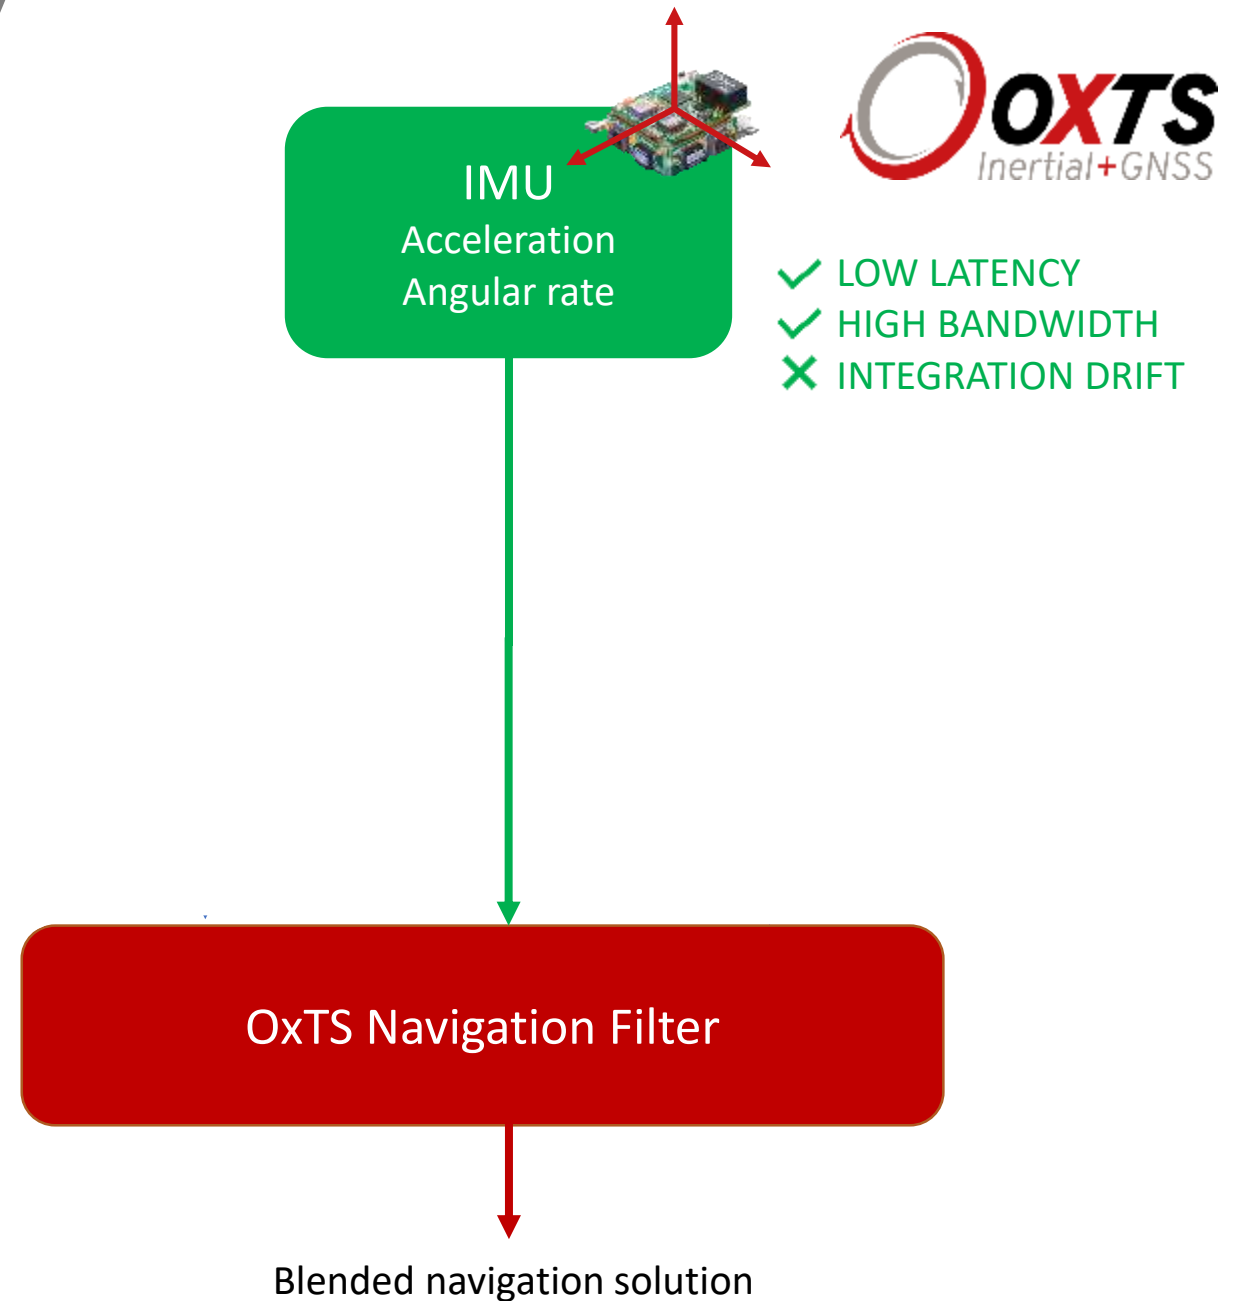 OXTS
Inertial+GNSS
IMU
Acceleration
Angular rate
LOW LATENCY
HIGH BANDWIDTH
INTEGRATION DRIFT
OxTS Navigation Filter
Blended navigation solution